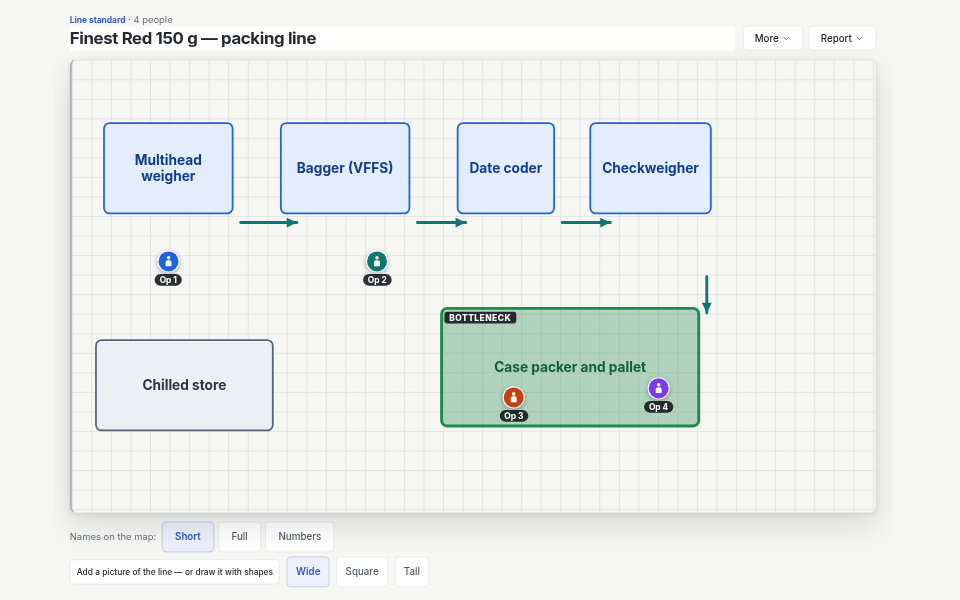 Line standard · 4 people
Finest Red 150 g — packing line
More
Report
Multihead
weigher
Bagger (VFFS)
Date coder
Checkweigher
Op 1
Op 2
BOTTLENECK
Case packer and pallet
Chilled store
Op 3
Op 4
Names on the map:
Short
Full
Numbers
Add a picture of the line — or draw it with shapes
Wide
Square
Tall